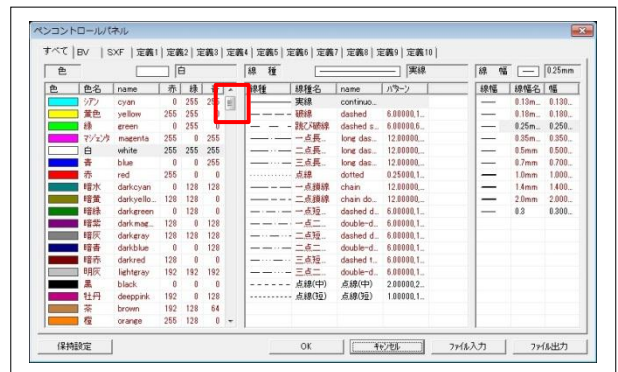 ペンコントロールパネル
すべて BV SXF 定義1 定義2 定義3 定義4 定義5 定義6 定義7 定義8 定義9 定義10
色 白 線 種 実線 線 幅 0.25mm
色 色名 name 赤 緑 線種 線種名 name パターン 線幅 線幅名 幅
シアン cyan 0 255 255 実線 continuo... 0.13m... 0.130...
黄色 yellow 255 255 0 破線 dashed 6.00000,1... 0.18m... 0.180...
緑 green 0 255 0 跳び破線 dashed s... 6.00000,6... 0.25m... 0.250...
マジェンタ magenta 255 0 255 一点長... long das... 12.00000,... 0.35m... 0.350...
白 white 255 255 255 二点長... long das... 12.00000,... 0.5mm 0.500...
青 blue 0 0 255 三点長... long das... 12.00000,... 0.7mm 0.700...
赤 red 255 0 0 点線 dotted 0.25000,1... 1.0mm 1.000...
暗水 darkcyan 0 128 128 一点鎖線 chain 12.00000,... 1.4mm 1.400...
暗黄 darkyello... 128 128 0 二点鎖線 chain do... 12.00000,... 2.0mm 2.000...
暗緑 darkgreen 0 128 0 一点短... dashed d... 6.00000,1... 0.3 0.300...
暗紫 darkmag... 128 0 128 一点二... double-d... 6.00000,1...
暗灰 darkgray 128 128 128 二点短... dashed d... 6.00000,1...
暗青 darkblue 0 0 128 二点二... double-d... 6.00000,1...
暗赤 darkred 128 0 0 三点短... dashed t... 6.00000,1...
明灰 lightgray 192 192 192 三点二... double-d... 6.00000,1...
黒 black 0 0 0 点線(中) 点線(中) 2.00000,2...
牡丹 deeppink 192 0 128 点線(短) 点線(短) 1.00000,1...
茶 brown 192 128 64
橙 orange 255 128 0
保持設定 OK キャンセル ファイル入力 ファイル出力